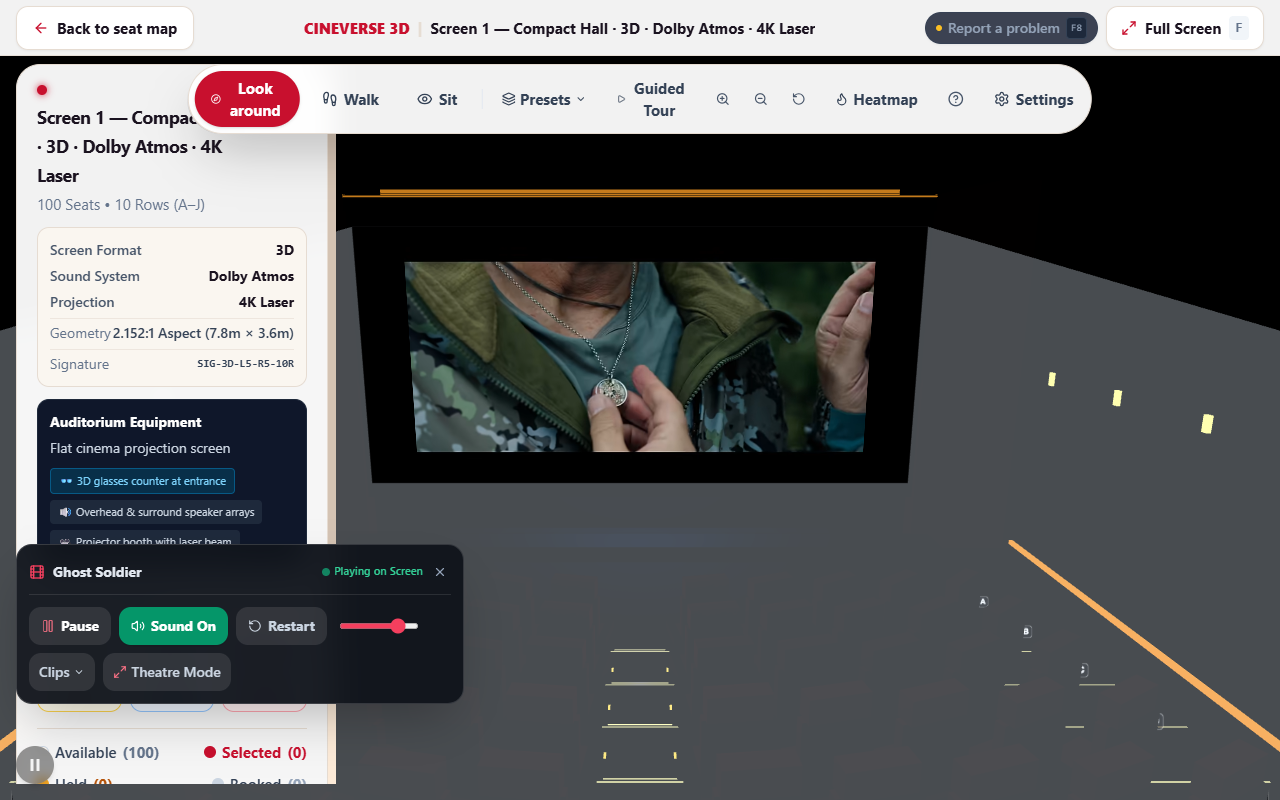 Back to seat map
CINEVERSE 3D
Screen 1 — Compact Hall · 3D · Dolby Atmos · 4K Laser
Report a problem F8
Full Screen F
Look around
Walk
Sit
Presets
Guided Tour
Heatmap
Settings
Screen 1 — Compac
· 3D · Dolby Atmos · 4K
Laser
100 Seats • 10 Rows (A–J)
Screen Format 3D
Sound System Dolby Atmos
Projection 4K Laser
Geometry 2.152:1 Aspect (7.8m × 3.6m)
Signature SIG-3D-L5-R5-10R
Auditorium Equipment
Flat cinema projection screen
3D glasses counter at entrance
Overhead & surround speaker arrays
Projector booth with laser beam
Ghost Soldier
Playing on Screen
Pause
Sound On
Restart
Clips
Theatre Mode
Available (100)
Selected (0)
Held (0)
Booked (0)
A
B